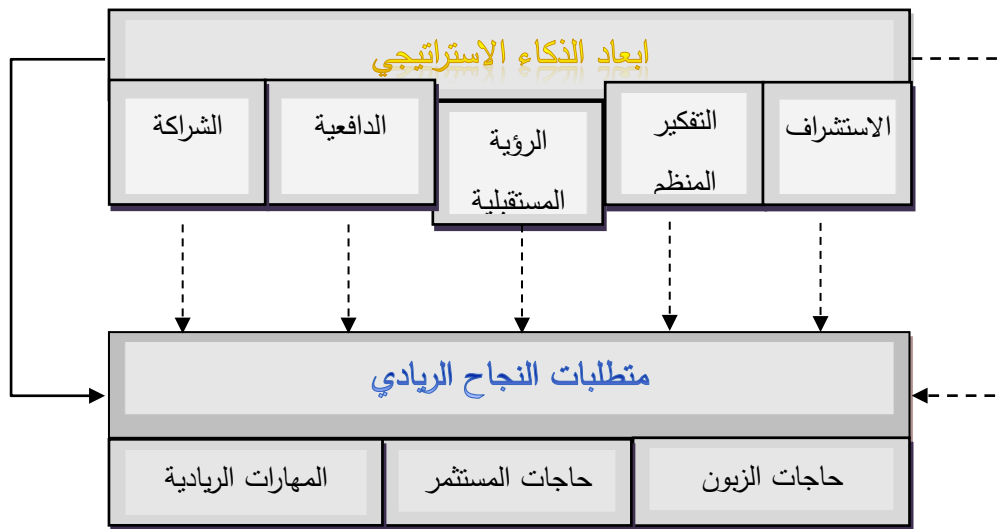 ابعاد الذكاء الاستراتيجي
الاستشراف
التفكير
المنظم
الرؤية
المستقبلية
الدافعية
الشراكة
متطلبات النجاح الريادي
حاجات الزبون
حاجات المستثمر
المهارات الريادية